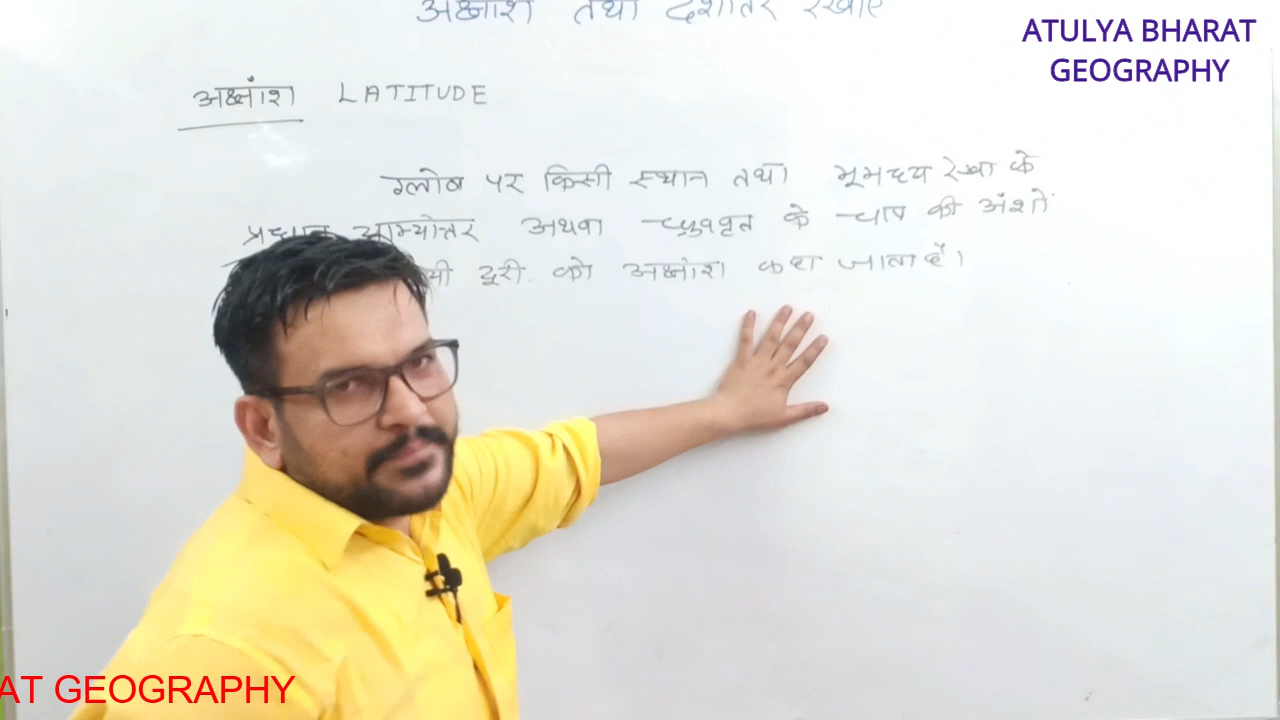 अक्षांश तथा देशांतर रेखाएं
ATULYA BHARAT
GEOGRAPHY
अक्षांश LATITUDE
ग्लोब पर किसी स्थान तथा भूमध्य रेखा के
प्रधान याम्योत्तर अथवा ध्रुववृत के चाप की अंशों
दूरी को अक्षांश कहा जाता है।
AT GEOGRAPHY